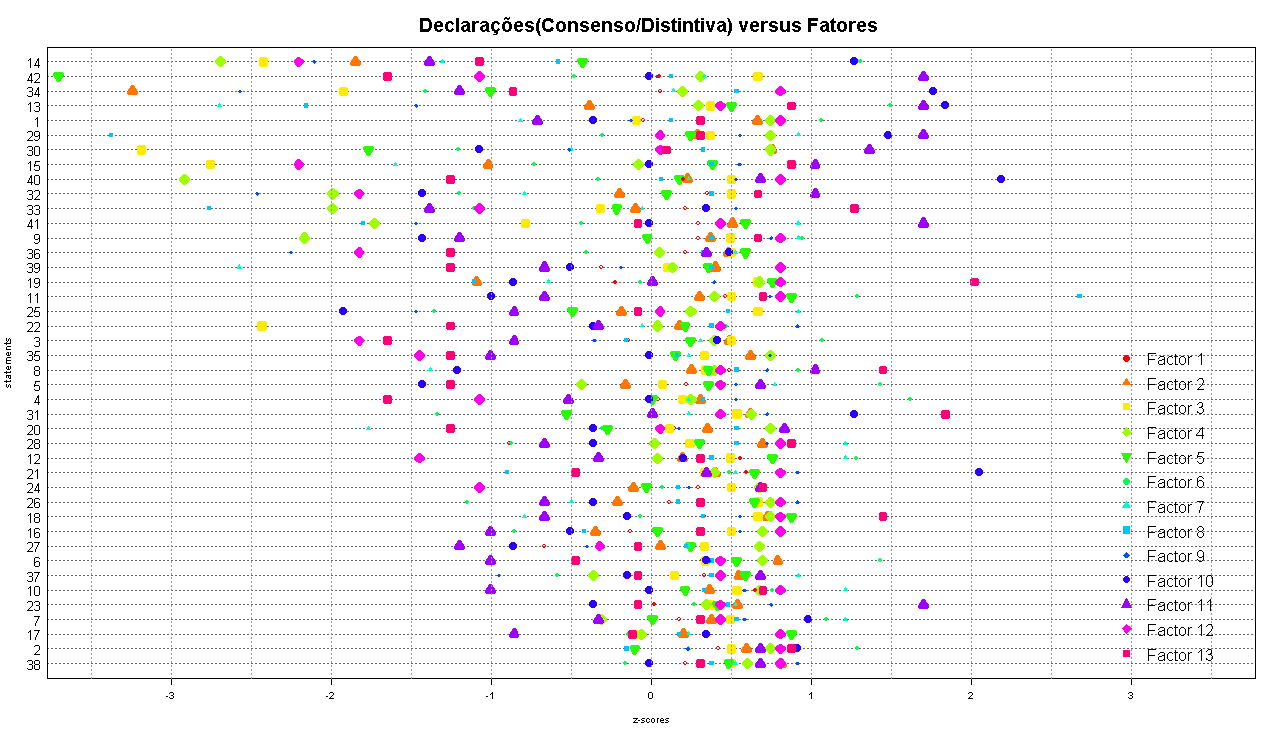 Declarações(Consenso/Distintiva) versus Fatores
14
42
34
13
1
29
30
15
40
32
33
41
9
36
39
19
11
25
22
3
35
8
5
4
31
20
28
12
21
24
26
18
16
27
6
37
10
23
7
17
2
38
statements
Factor 1
Factor 2
Factor 3
Factor 4
Factor 5
Factor 6
Factor 7
Factor 8
Factor 9
Factor 10
Factor 11
Factor 12
Factor 13
-3 -2 -1 0 1 2 3
z-scores